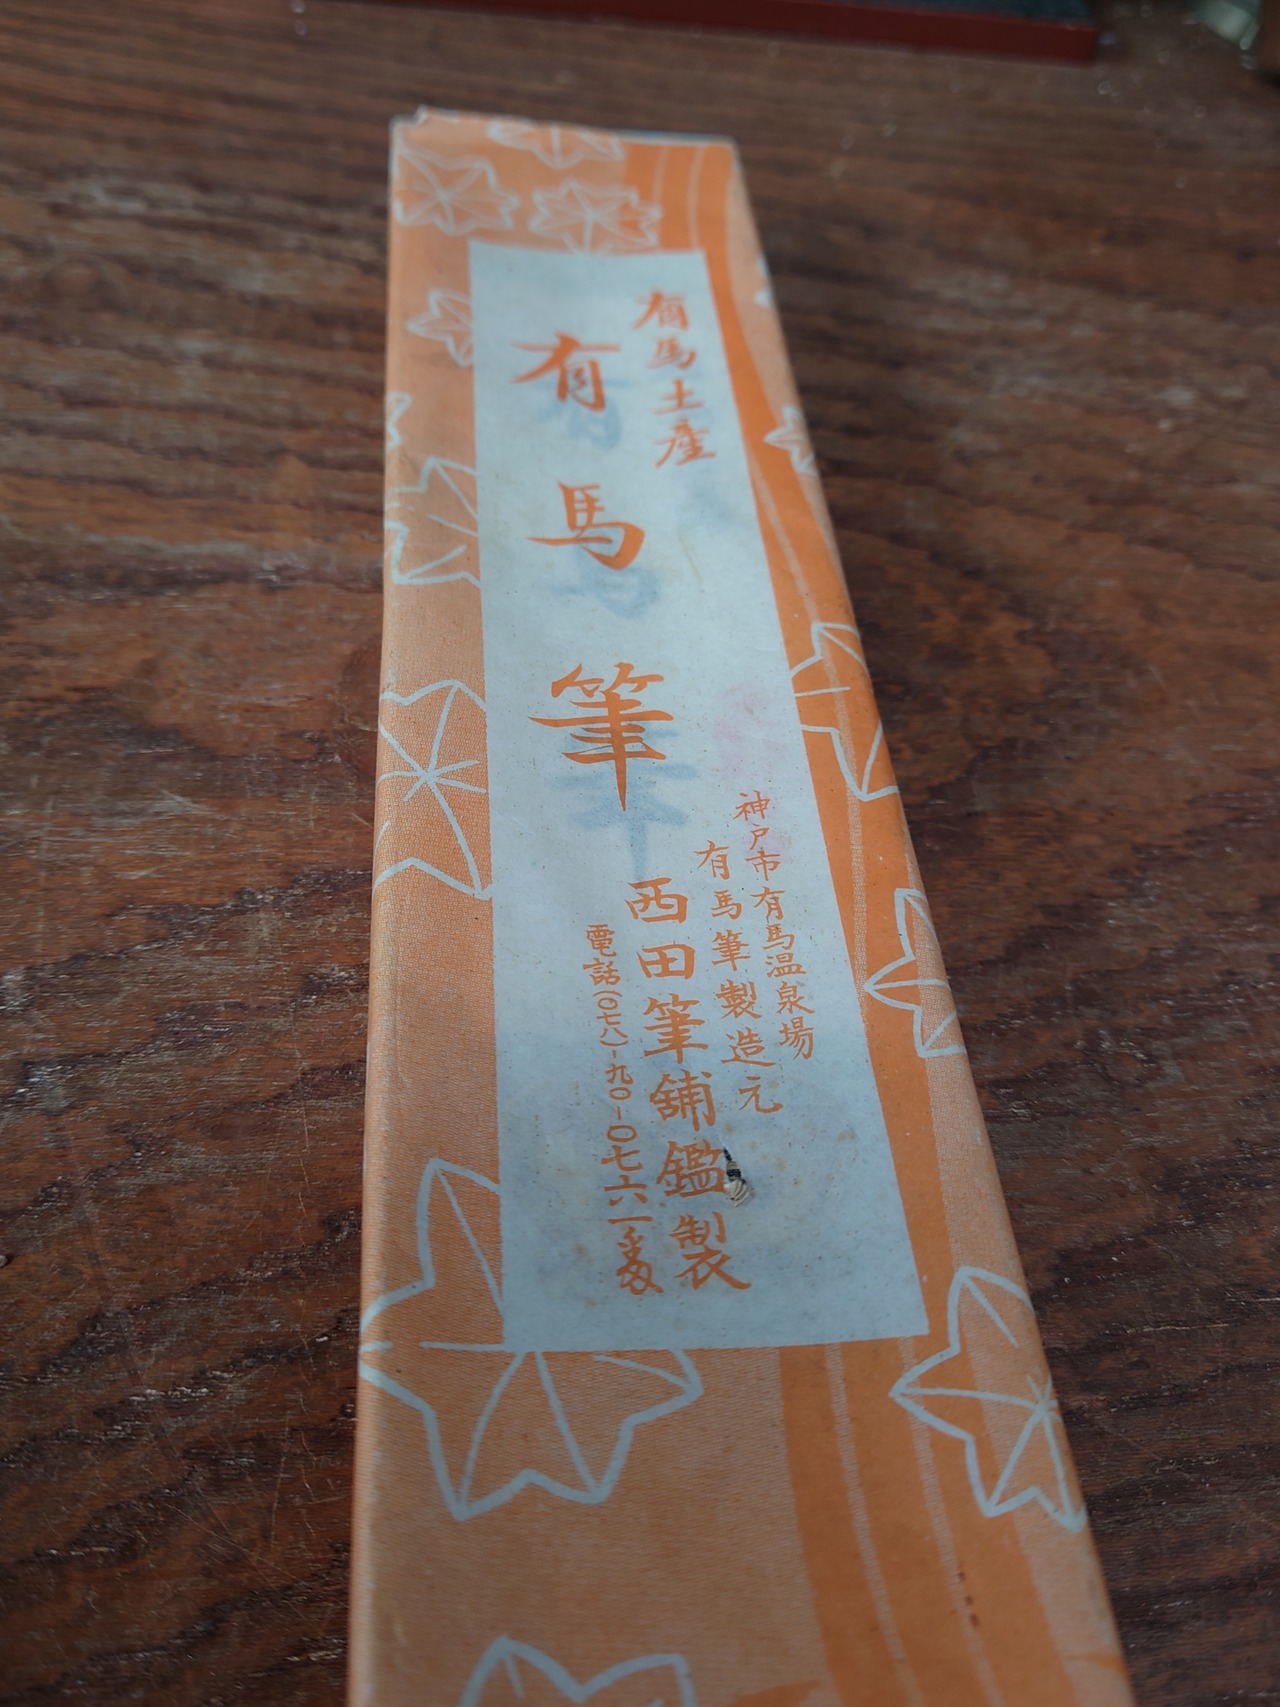 有馬土産
有馬筆
神戸市有馬温泉場
有馬筆製造元
西田筆舗鑑製
電話(〇七八)-九〇-〇七六一番